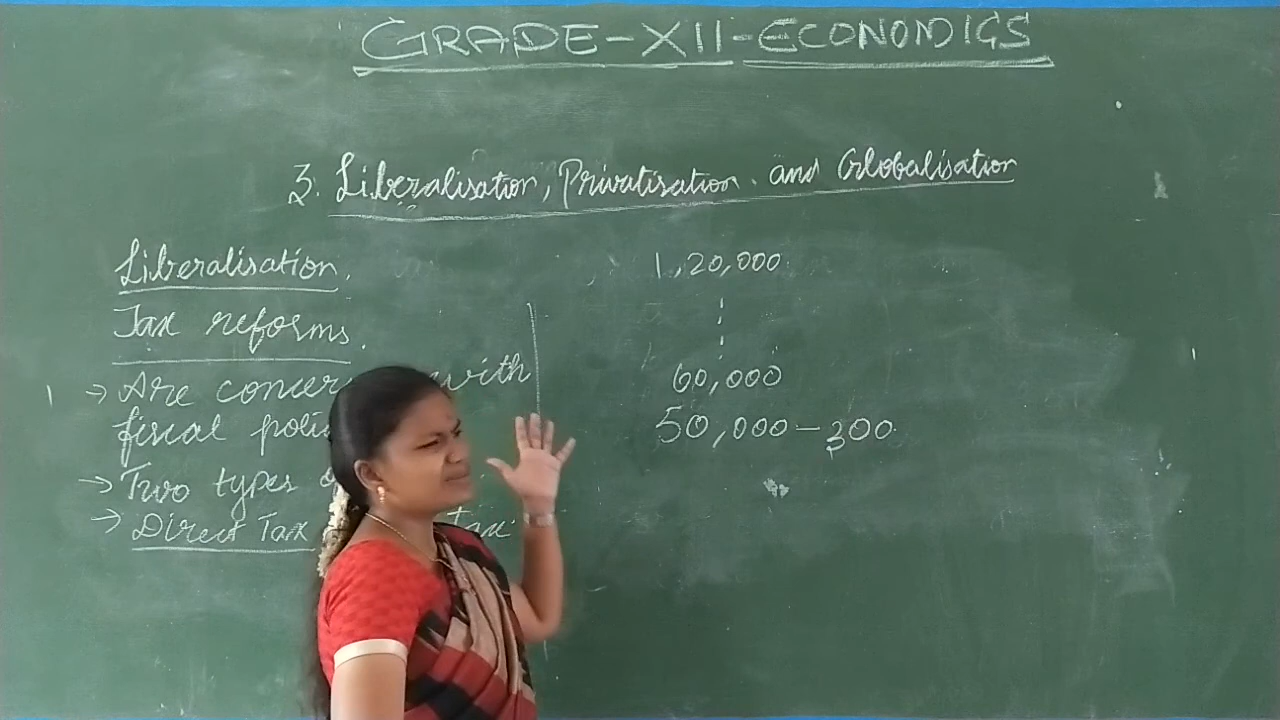 GRADE-XII-ECONOMICS
3. Liberalisation, Privatisation and Globalisation
Liberalisation.
Tax reforms.
→ Are concer with
fiscal poli
→ Two types
→ Direct Tax tax.
1,20,000
60,000
50,000-300